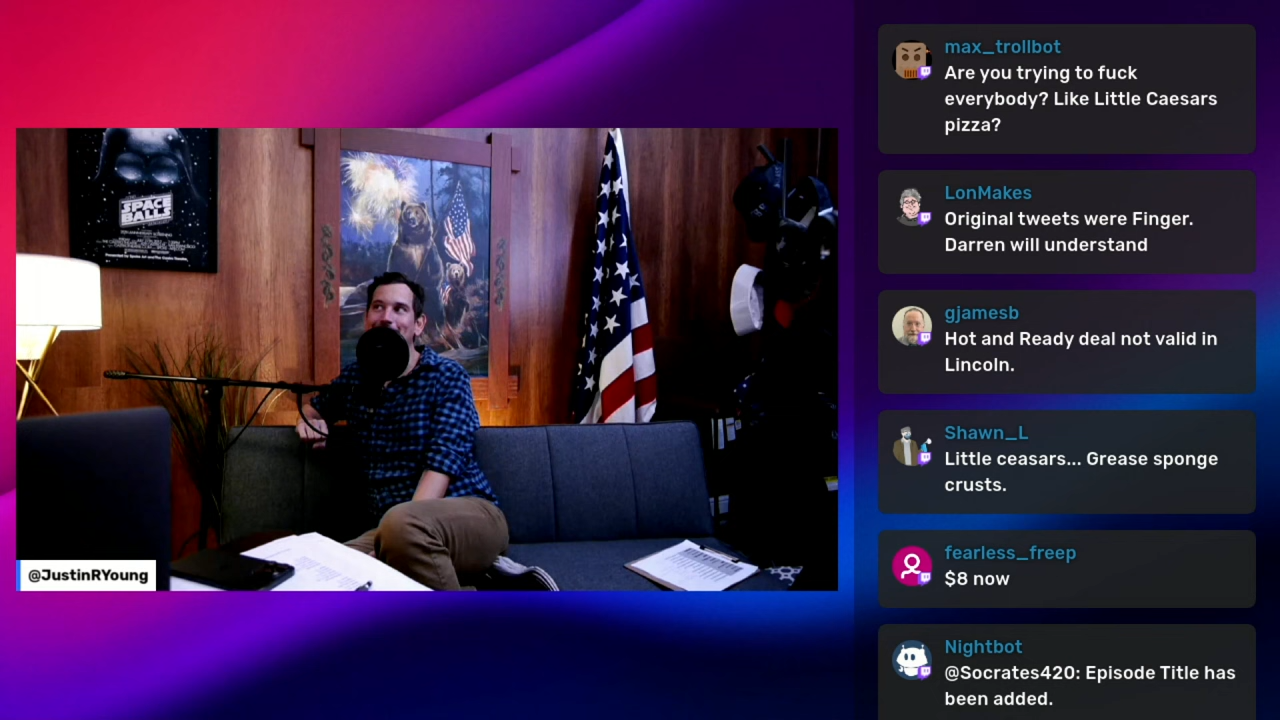 SPACE
BALLS
@JustinRYoung
max_trollbot
Are you trying to fuck
everybody? Like Little Caesars
pizza?
LonMakes
Original tweets were Finger.
Darren will understand
gjamesb
Hot and Ready deal not valid in
Lincoln.
Shawn_L
Little ceasars... Grease sponge
crusts.
fearless_freep
$8 now
Nightbot
@Socrates420: Episode Title has
been added.